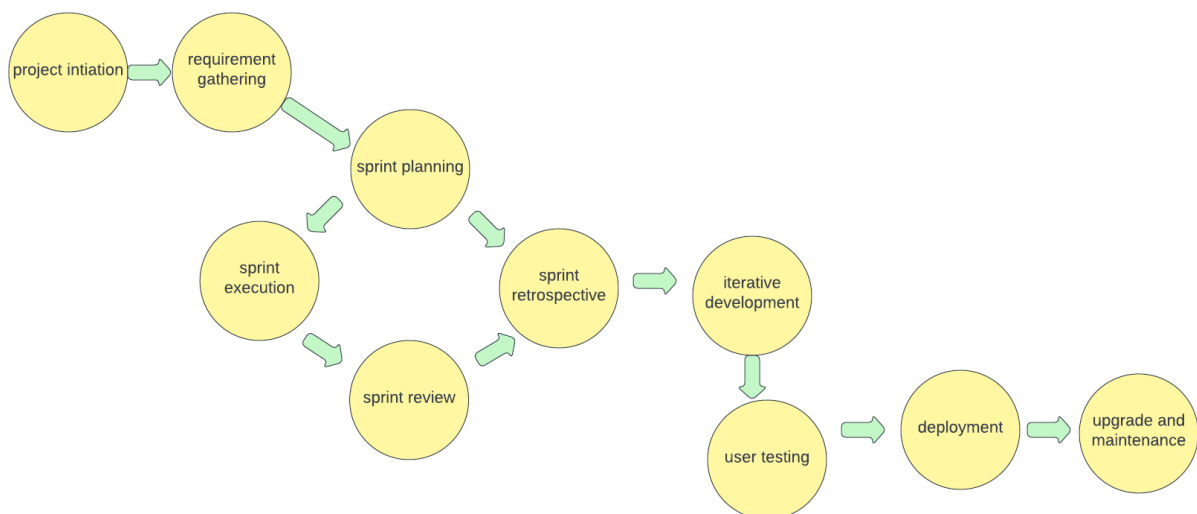 project intiation
requirement
gathering
sprint planning
sprint
execution
sprint
retrospective
sprint review
iterative
development
user testing
deployment
upgrade and
maintenance